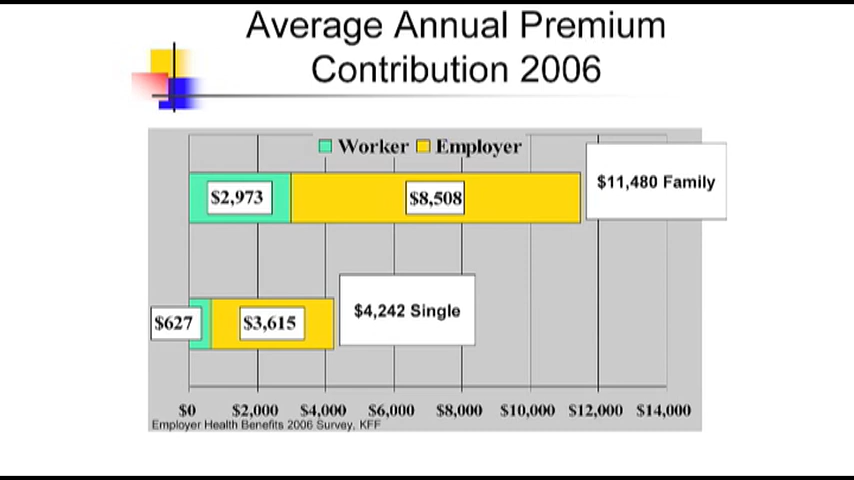 Average Annual Premium
Contribution 2006
Worker Employer
$2,973
$8,508
$11,480 Family
$627
$3,615
$4,242 Single
$0 $2,000 $4,000 $6,000 $8,000 $10,000 $12,000 $14,000
Employer Health Benefits 2006 Survey, KFF